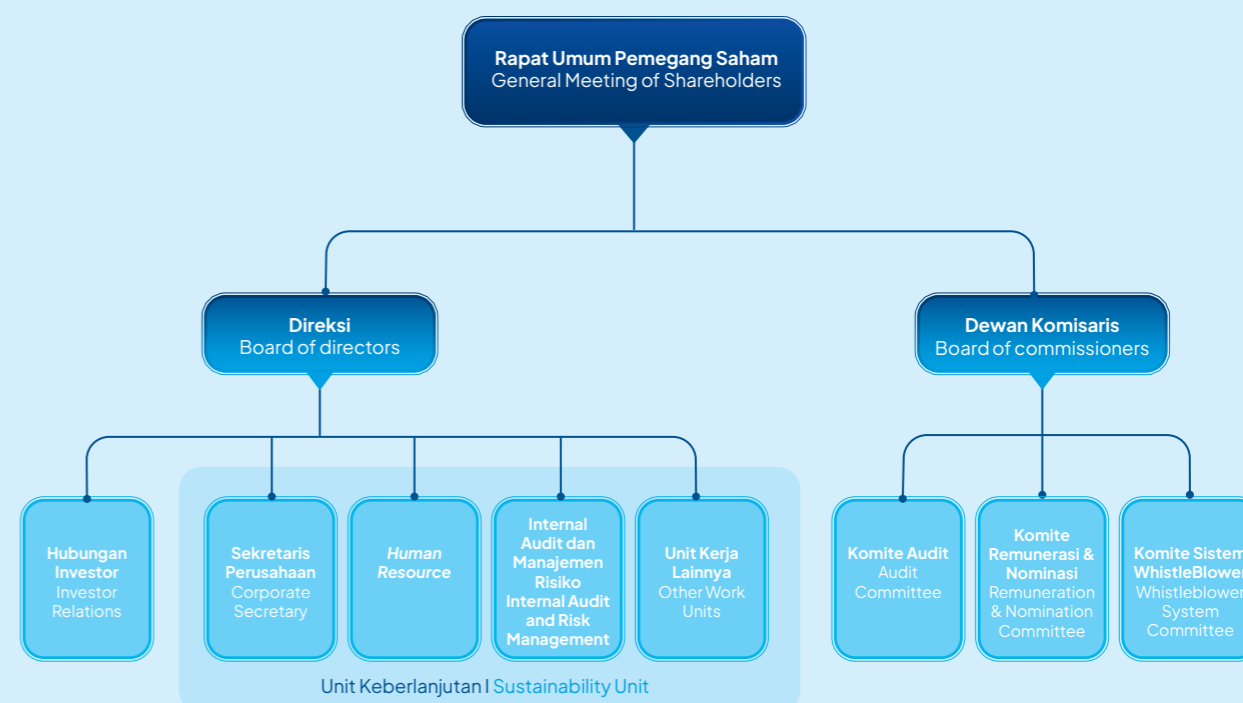 Rapat Umum Pemegang Saham
General Meeting of Shareholders
Direksi
Board of directors
Dewan Komisaris
Board of commissioners
Hubungan
Investor
Investor
Relations
Sekretaris
Perusahaan
Corporate
Secretary
Human
Resource
Internal
Audit dan
Manajemen
Risiko
Internal Audit
and Risk
Management
Unit Kerja
Lainnya
Other Work
Units
Komite Audit
Audit
Committee
Komite
Remunerasi &
Nominasi
Remuneration
& Nomination
Committee
Komite Sistem
WhistleBlower
Whistleblower
System
Committee
Unit Keberlanjutan I Sustainability Unit